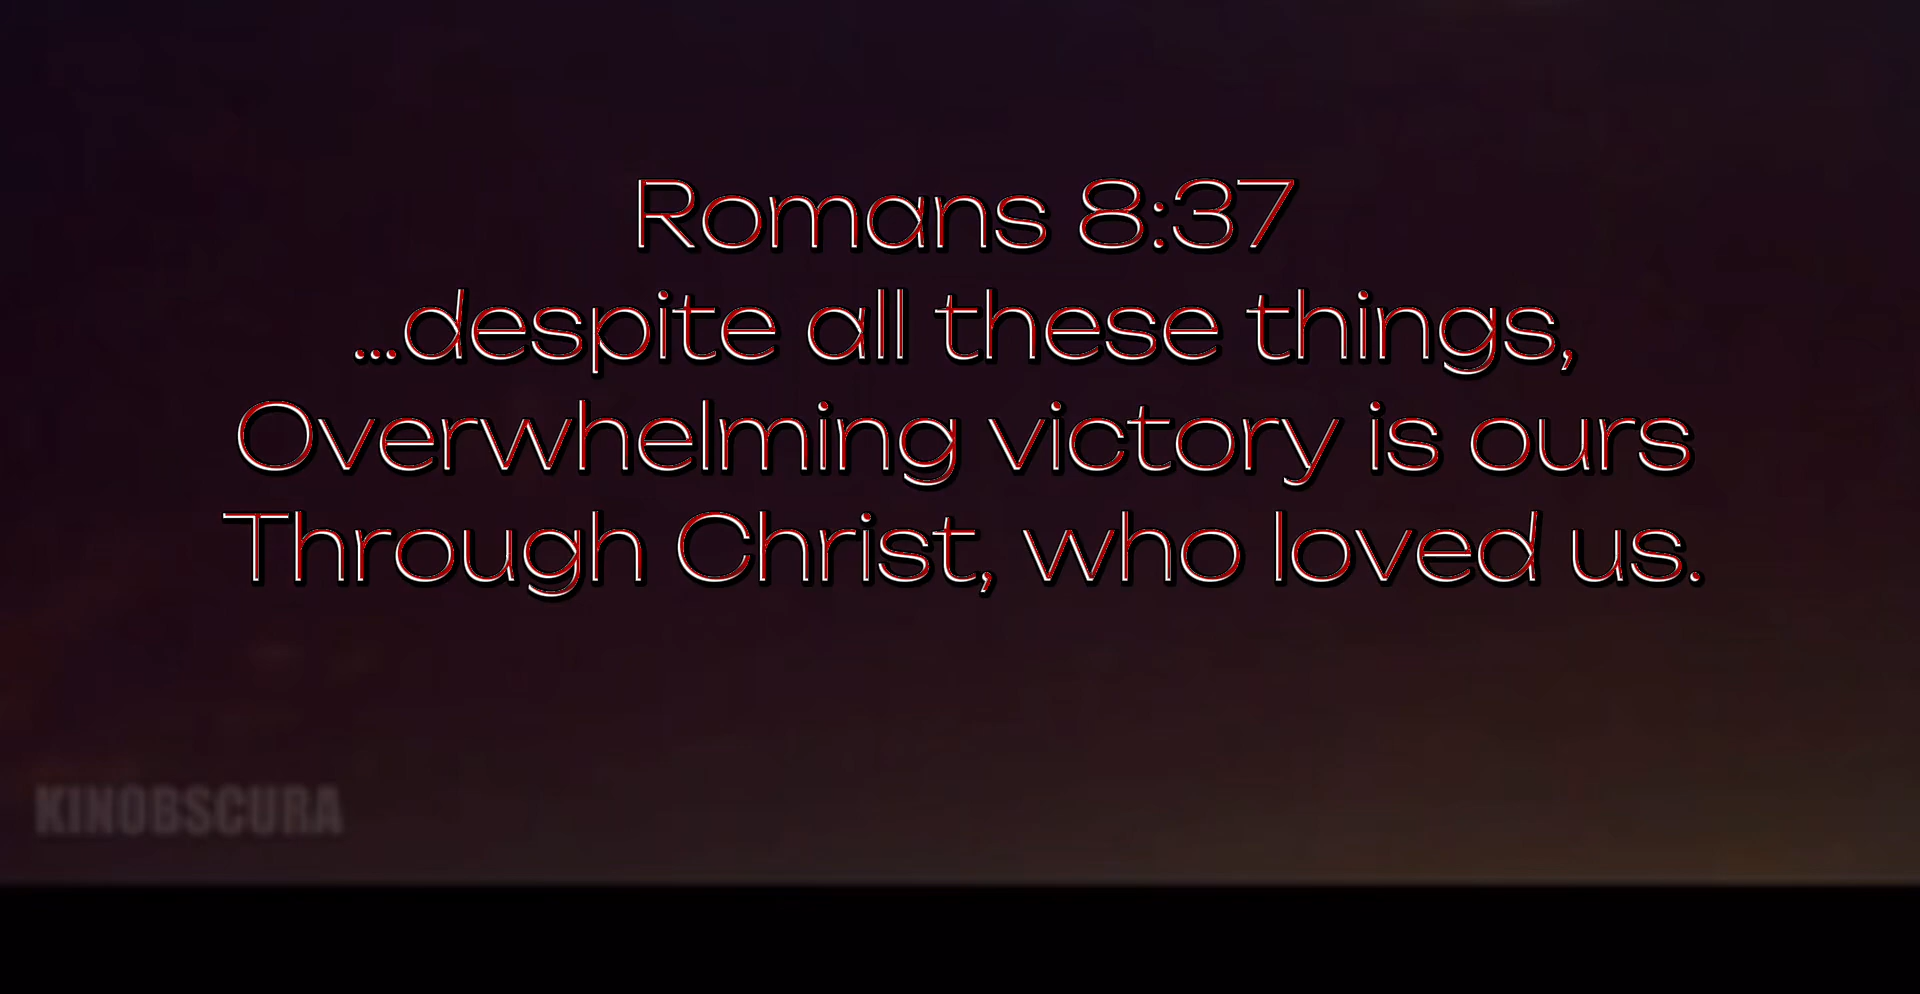 Romans 8:37
...despite all these things,
Overwhelming victory is ours
Through Christ, who loved us.
KINOBSCURA